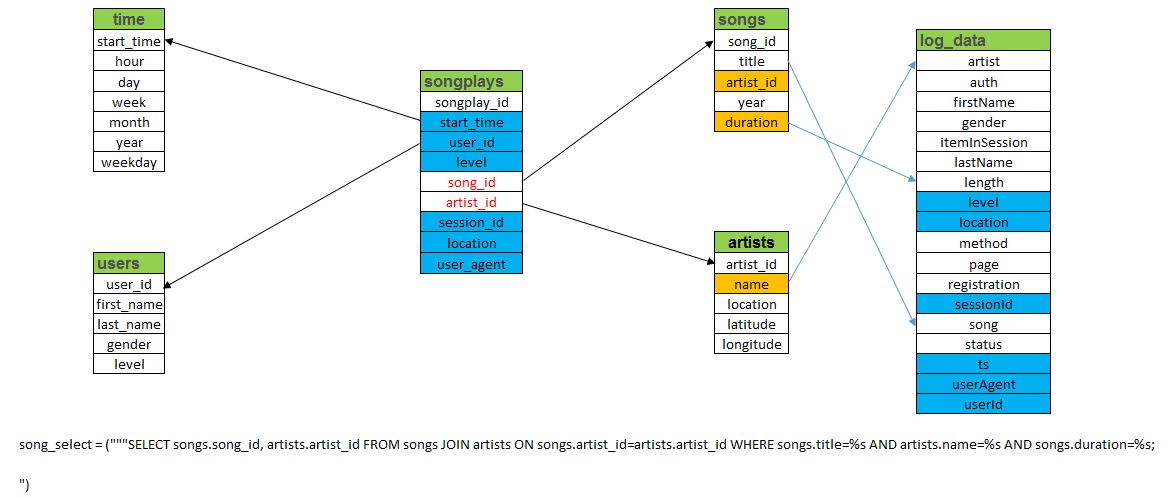 time
start_time
hour
day
week
month
year
weekday
users
user_id
first_name
last_name
gender
level
songplays
songplay_id
start_time
user_id
level
song_id
artist_id
session_id
location
user_agent
songs
song_id
title
artist_id
year
duration
artists
artist_id
name
location
latitude
longitude
log_data
artist
auth
firstName
gender
itemInSession
lastName
length
level
location
method
page
registration
sessionId
song
status
ts
userAgent
userId
song_select = ("""SELECT songs.song_id, artists.artist_id FROM songs JOIN artists ON songs.artist_id=artists.artist_id WHERE songs.title=%s AND artists.name=%s AND songs.duration=%s;
")